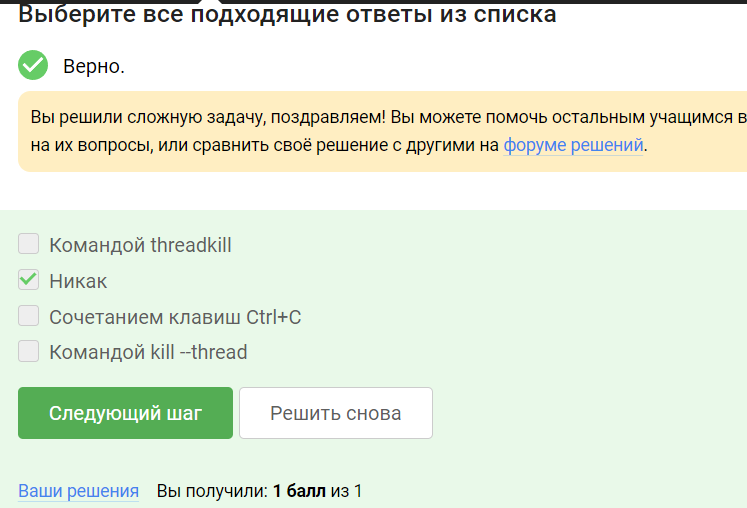 Выберите все подходящие ответы из списка
Верно.
Вы решили сложную задачу, поздравляем! Вы можете помочь остальным учащимся в
на их вопросы, или сравнить своё решение с другими на форуме решений.
Командой threadkill
Никак
Сочетанием клавиш Ctrl+C
Командой kill --thread
Следующий шаг
Решить снова
Ваши решения Вы получили: 1 балл из 1